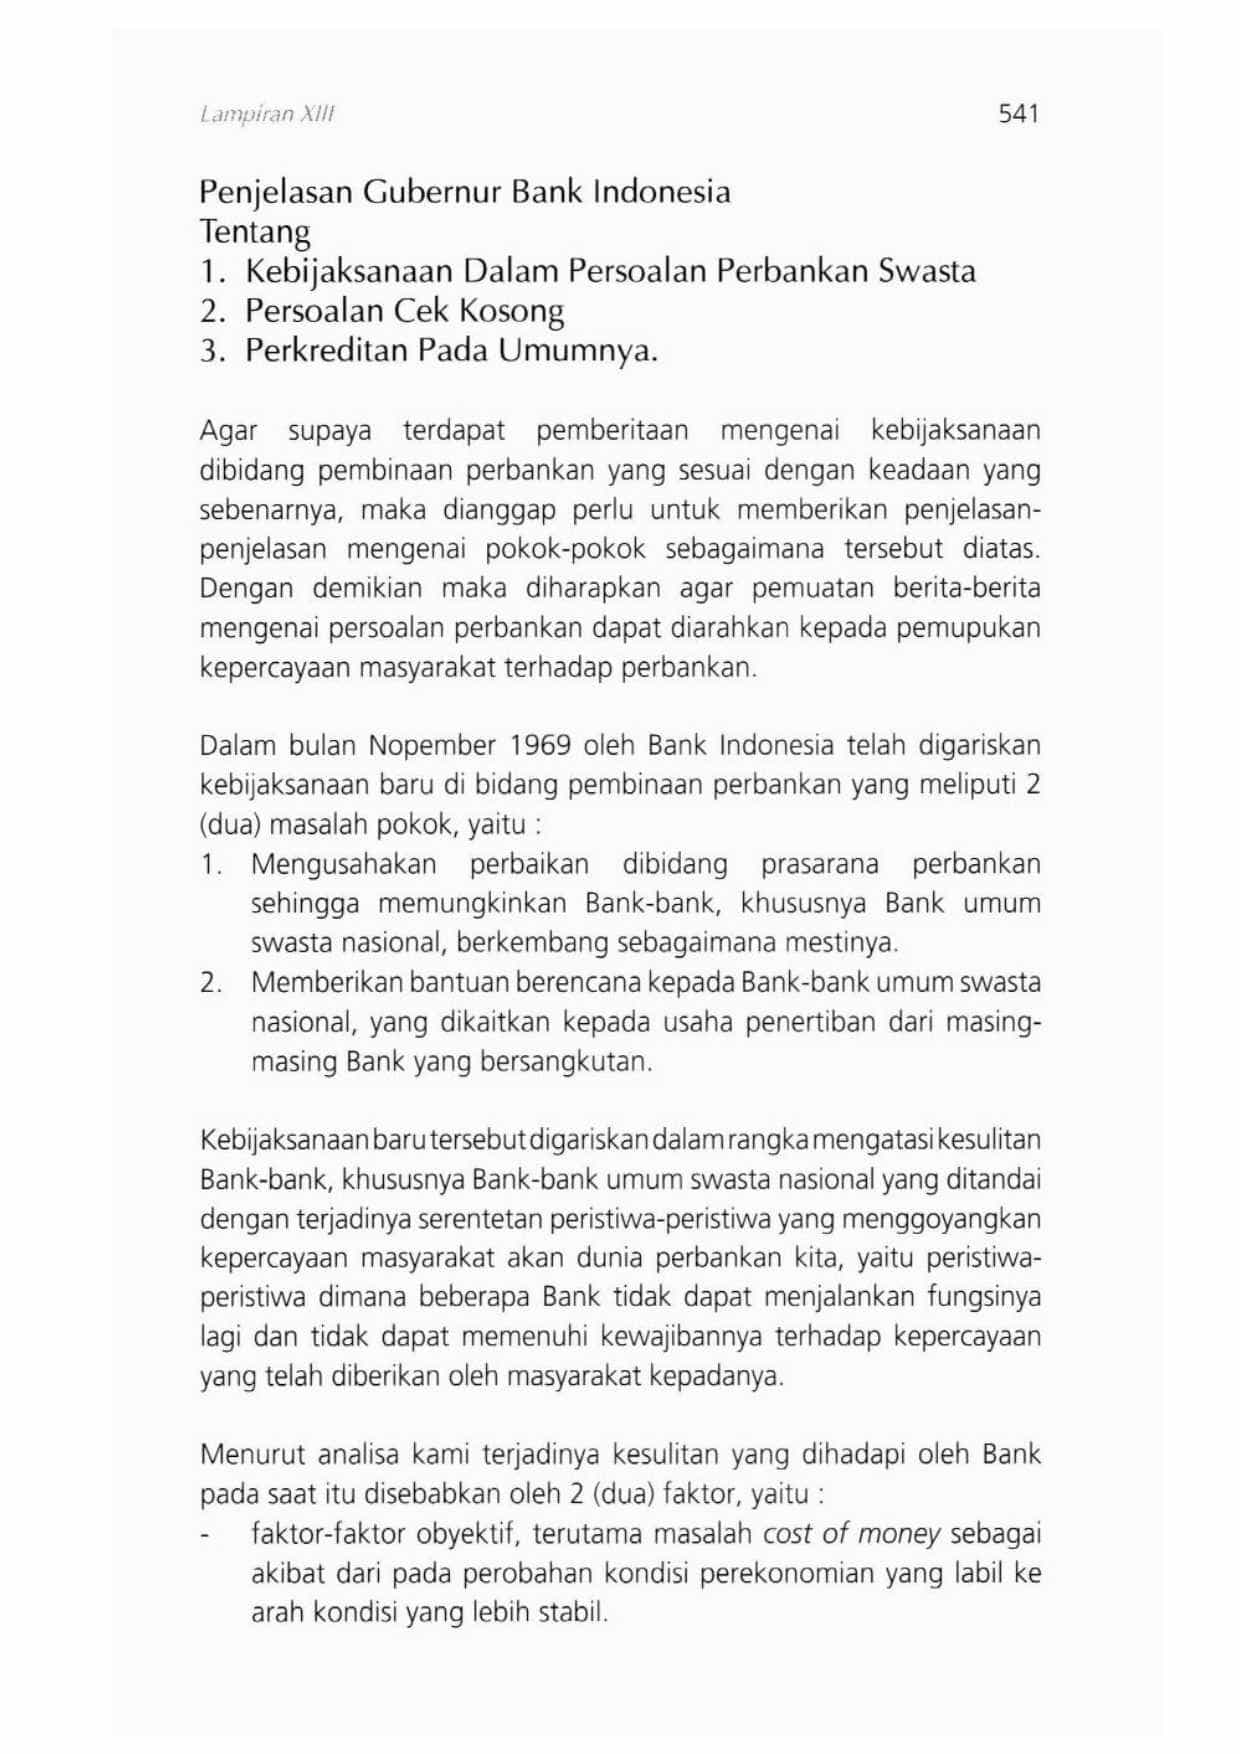 Lampiran XIII
541
Penjelasan Gubernur Bank Indonesia
Tentang
1. Kebijaksanaan Dalam Persoalan Perbankan Swasta
2. Persoalan Cek Kosong
3. Perkreditan Pada Umumnya.
Agar supaya terdapat pemberitaan mengenai kebijaksanaan
dibidang pembinaan perbankan yang sesuai dengan keadaan yang
sebenarnya, maka dianggap perlu untuk memberikan penjelasan-
penjelasan mengenai pokok-pokok sebagaimana tersebut diatas.
Dengan demikian maka diharapkan agar pemuatan berita-berita
mengenai persoalan perbankan dapat diarahkan kepada pemupukan
kepercayaan masyarakat terhadap perbankan.
Dalam bulan Nopember 1969 oleh Bank Indonesia telah digariskan
kebijaksanaan baru di bidang pembinaan perbankan yang meliputi 2
(dua) masalah pokok, yaitu :
1. Mengusahakan perbaikan dibidang prasarana perbankan
sehingga memungkinkan Bank-bank, khususnya Bank umum
swasta nasional, berkembang sebagaimana mestinya.
2. Memberikan bantuan berencana kepada Bank-bank umum swasta
nasional, yang dikaitkan kepada usaha penertiban dari masing-
masing Bank yang bersangkutan.
Kebijaksanaan baru tersebut digariskan dalam rangka mengatasi kesulitan
Bank-bank, khususnya Bank-bank umum swasta nasional yang ditandai
dengan terjadinya serentetan peristiwa-peristiwa yang menggoyangkan
kepercayaan masyarakat akan dunia perbankan kita, yaitu peristiwa-
peristiwa dimana beberapa Bank tidak dapat menjalankan fungsinya
lagi dan tidak dapat memenuhi kewajibannya terhadap kepercayaan
yang telah diberikan oleh masyarakat kepadanya.
Menurut analisa kami terjadinya kesulitan yang dihadapi oleh Bank
pada saat itu disebabkan oleh 2 (dua) faktor, yaitu :
- faktor-faktor obyektif, terutama masalah cost of money sebagai
akibat dari pada perobahan kondisi perekonomian yang labil ke
arah kondisi yang lebih stabil.